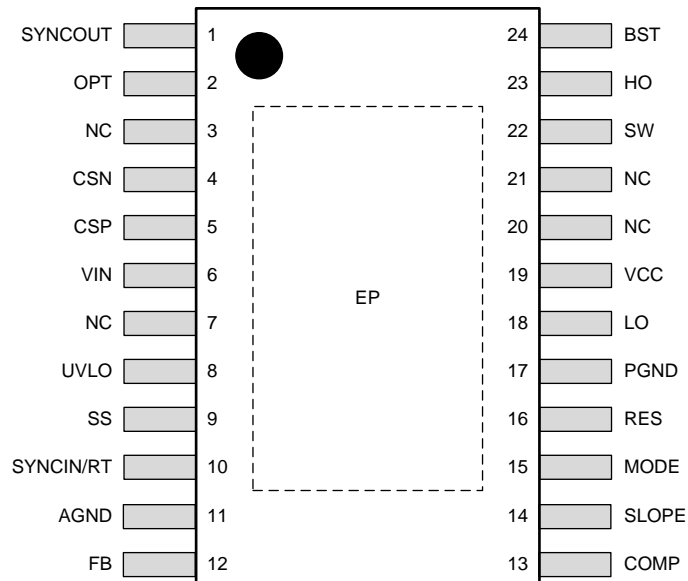 SYNCOUT 1 24 BST
OPT 2 23 HO
NC 3 22 SW
CSN 4 21 NC
CSP 5 20 NC
VIN 6 19 VCC
EP
NC 7 18 LO
UVLO 8 17 PGND
SS 9 16 RES
SYNCIN/RT 10 15 MODE
AGND 11 14 SLOPE
FB 12 13 COMP